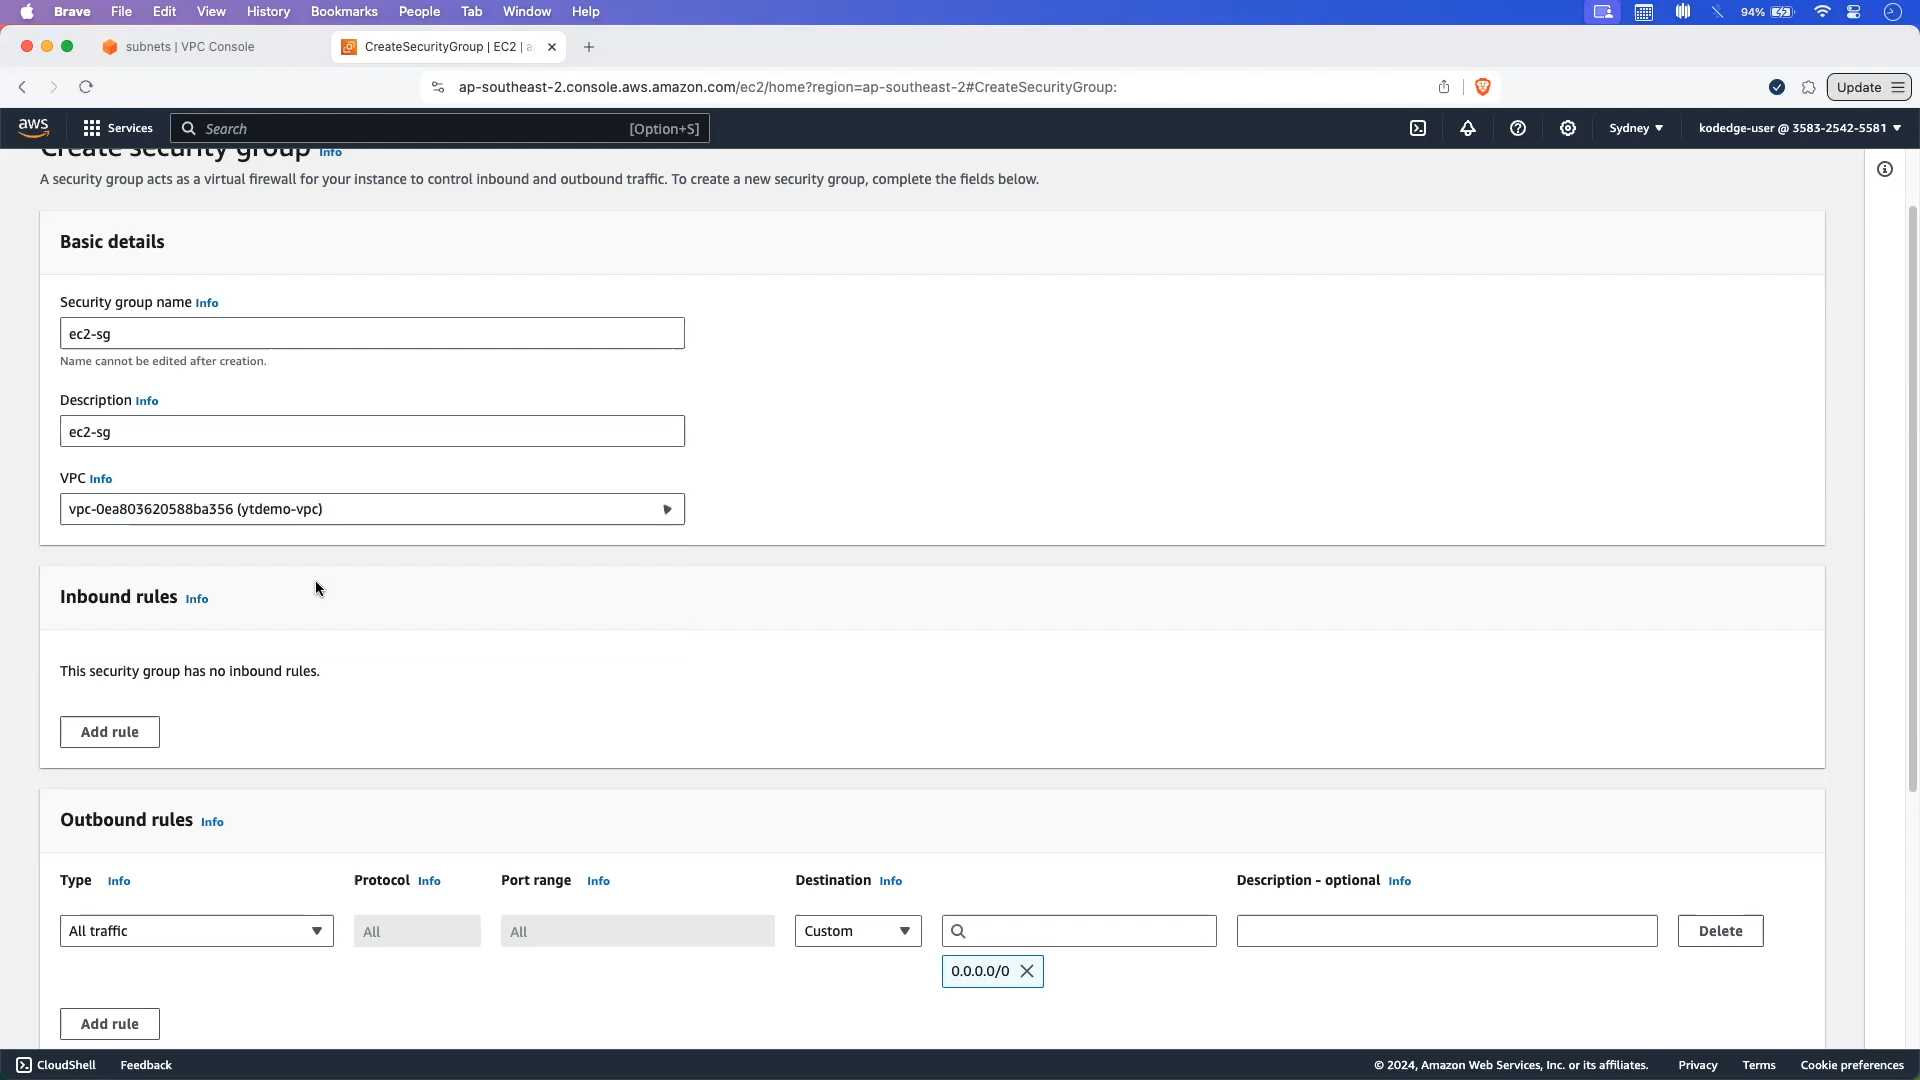 Brave File Edit View History Bookmarks People Tab Window Help 94%
subnets | VPC Console
CreateSecurityGroup | EC2 | a
ap-southeast-2.console.aws.amazon.com/ec2/home?region=ap-southeast-2#CreateSecurityGroup:
Update
aws Services Search [Option+S] Sydney kodedge-user @ 3583-2542-5581
Create security group Info
A security group acts as a virtual firewall for your instance to control inbound and outbound traffic. To create a new security group, complete the fields below.
Basic details
Security group name Info
ec2-sg
Name cannot be edited after creation.
Description Info
ec2-sg
VPC Info
vpc-0ea803620588ba356 (ytdemo-vpc)
Inbound rules Info
This security group has no inbound rules.
Add rule
Outbound rules Info
Type Info Protocol Info Port range Info Destination Info Description - optional Info
All traffic All All Custom Delete
0.0.0.0/0
Add rule
CloudShell Feedback © 2024, Amazon Web Services, Inc. or its affiliates. Privacy Terms Cookie preferences